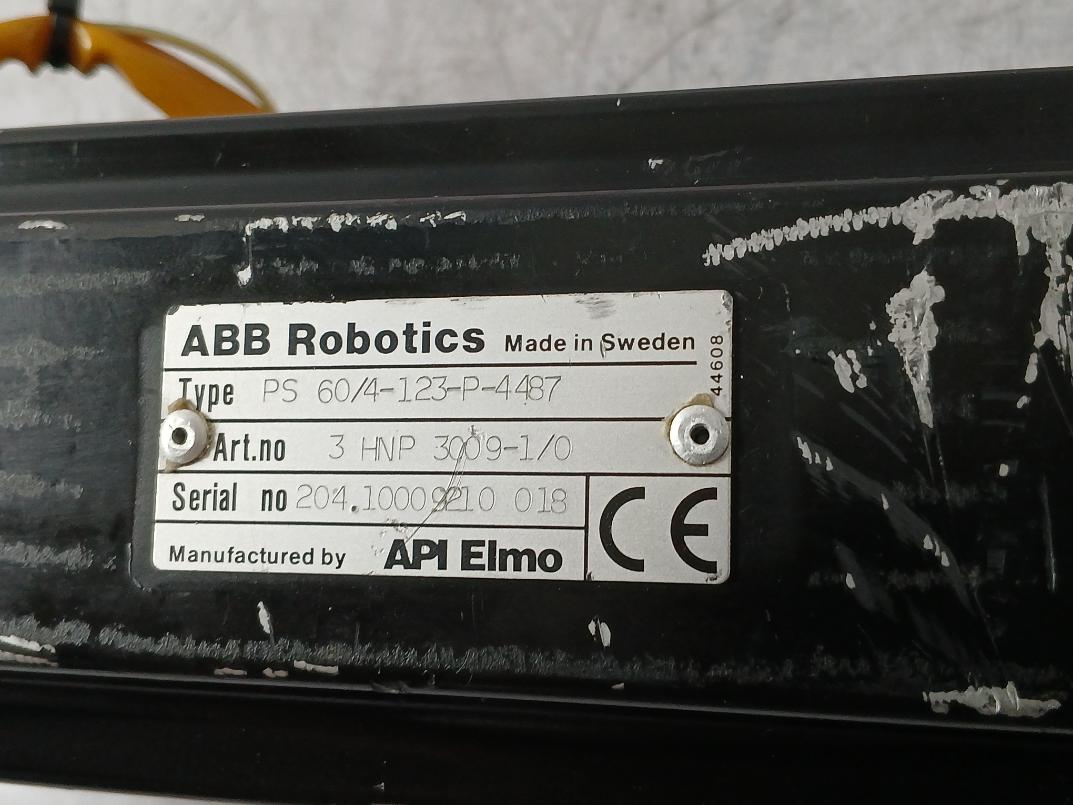 ABB Robotics Made in Sweden
44608
Type PS 60/4-123-P-4487
Art.no 3 HNP 3009-1/0
Serial no 204.1000 018
Manufactured by API Elmo
CE